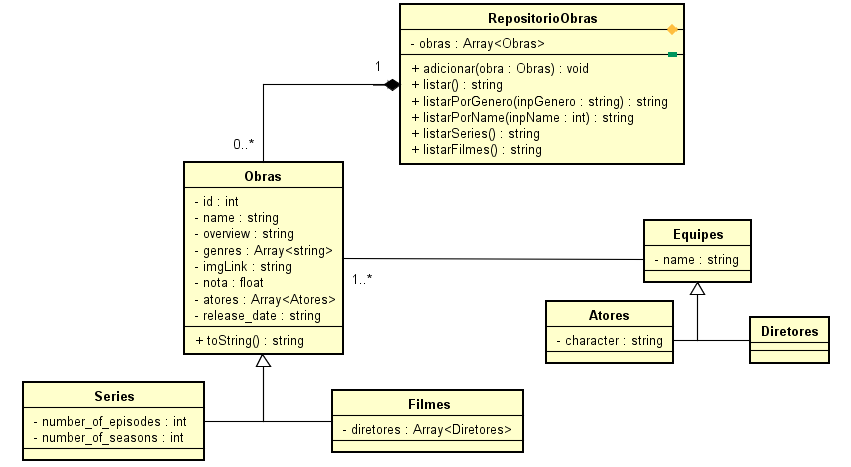 RepositorioObras
- obras : Array<Obras>
+ adicionar(obra : Obras) : void
+ listar() : string
+ listarPorGenero(inpGenero : string) : string
+ listarPorName(inpName : int) : string
+ listarSeries() : string
+ listarFilmes() : string
1
0..*
Obras
- id : int
- name : string
- overview : string
- genres : Array<string>
- imgLink : string
- nota : float
- atores : Array<Atores>
- release_date : string
+ toString() : string
1..*
Equipes
- name : string
Atores
- character : string
Diretores
Series
- number_of_episodes : int
- number_of_seasons : int
Filmes
- diretores : Array<Diretores>